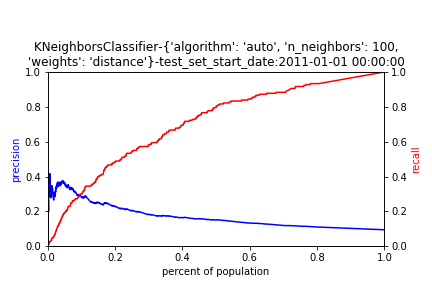 KNeighborsClassifier-{'algorithm': 'auto', 'n_neighbors': 100,
'weights': 'distance'}-test_set_start_date:2011-01-01 00:00:00
1.0 1.0
0.8 0.8
0.6 0.6
precision recall
0.4 0.4
0.2 0.2
0.0 0.0
0.0 0.2 0.4 0.6 0.8 1.0
percent of population